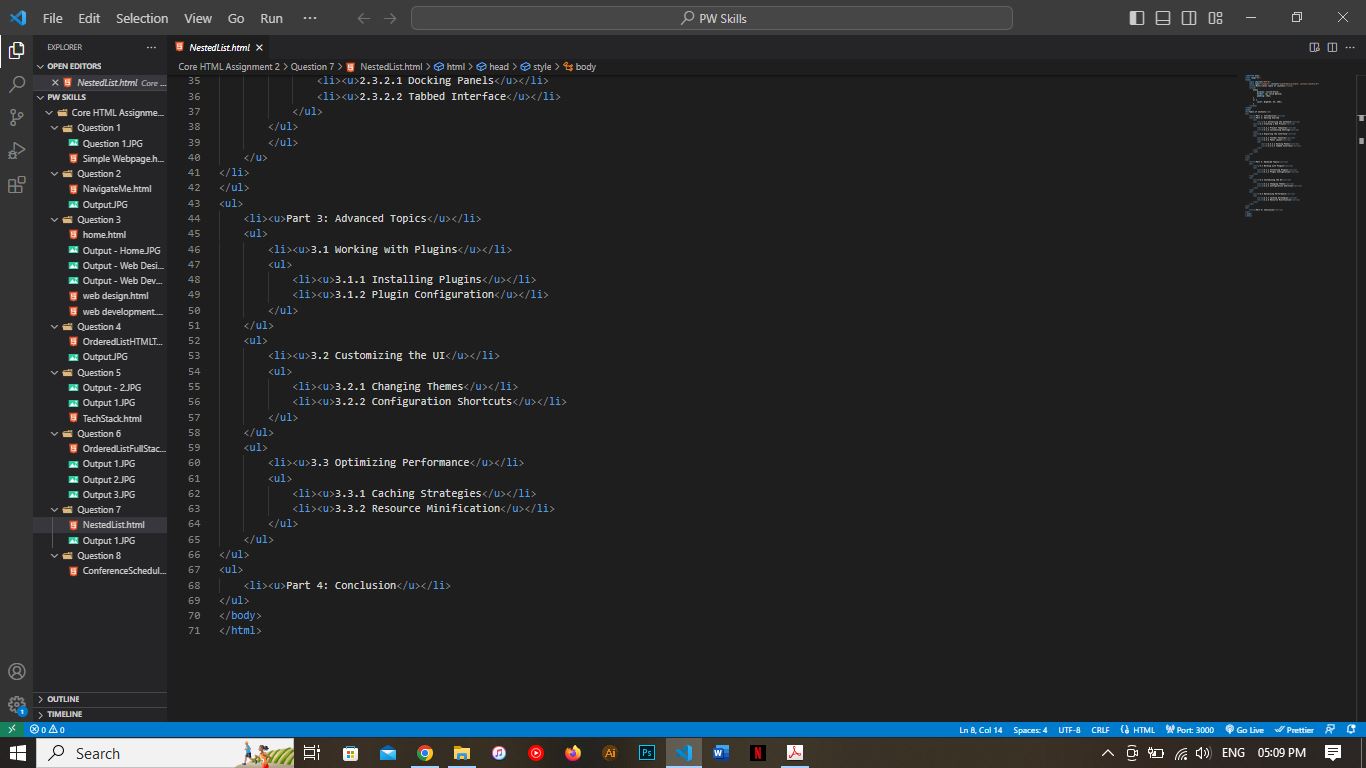 File Edit Selection View Go Run ··· PW Skills
EXPLORER ···
OPEN EDITORS
NestedList.html Core ...
PW SKILLS
Core HTML Assignme...
Question 1
Question 1.JPG
Simple Webpage.h...
Question 2
NavigateMe.html
Output.JPG
Question 3
home.html
Output - Home.JPG
Output - Web Desi...
Output - Web Dev...
web design.html
web development....
Question 4
OrderedListHTMLT...
Output.JPG
Question 5
Output - 2.JPG
Output 1.JPG
TechStack.html
Question 6
OrderedListFullStac...
Output 1.JPG
Output 2.JPG
Output 3.JPG
Question 7
NestedList.html
Output 1.JPG
Question 8
ConferenceSchedul...
OUTLINE
TIMELINE
NestedList.html
Core HTML Assignment 2 > Question 7 > NestedList.html > html > head > style > body
35 <li><u>2.3.2.1 Docking Panels</u></li>
36 <li><u>2.3.2.2 Tabbed Interface</u></li>
37 </ul>
38 </ul>
39 </ul>
40 </u>
41 </li>
42 </ul>
43 <ul>
44 <li><u>Part 3: Advanced Topics</u></li>
45 <ul>
46 <li><u>3.1 Working with Plugins</u></li>
47 <ul>
48 <li><u>3.1.1 Installing Plugins</u></li>
49 <li><u>3.1.2 Plugin Configuration</u></li>
50 </ul>
51 </ul>
52 <ul>
53 <li><u>3.2 Customizing the UI</u></li>
54 <ul>
55 <li><u>3.2.1 Changing Themes</u></li>
56 <li><u>3.2.2 Configuration Shortcuts</u></li>
57 </ul>
58 </ul>
59 <ul>
60 <li><u>3.3 Optimizing Performance</u></li>
61 <ul>
62 <li><u>3.3.1 Caching Strategies</u></li>
63 <li><u>3.3.2 Resource Minification</u></li>
64 </ul>
65 </ul>
66 </ul>
67 <ul>
68 <li><u>Part 4: Conclusion</u></li>
69 </ul>
70 </body>
71 </html>
0 0 Ln 8, Col 14 Spaces: 4 UTF-8 CRLF HTML Port: 3000 Go Live Prettier
Search Ai Ps W N ENG 05:09 PM